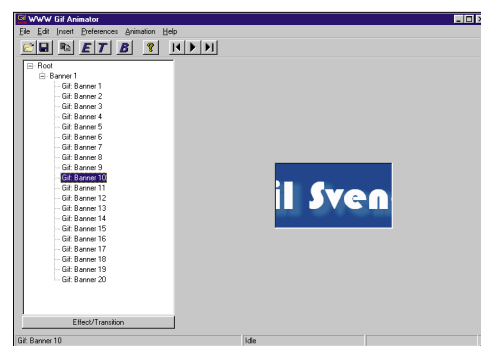 WWW Gif Animator
File Edit Insert Preferences Animation Help
E T B ?
Root
Banner 1
Gif: Banner 1
Gif: Banner 2
Gif: Banner 3
Gif: Banner 4
Gif: Banner 5
Gif: Banner 6
Gif: Banner 7
Gif: Banner 8
Gif: Banner 9
Gif: Banner 10
Gif: Banner 11
Gif: Banner 12
Gif: Banner 13
Gif: Banner 14
Gif: Banner 15
Gif: Banner 16
Gif: Banner 17
Gif: Banner 18
Gif: Banner 19
Gif: Banner 20
il Sven
Effect/Transition
Gif: Banner 10 Idle